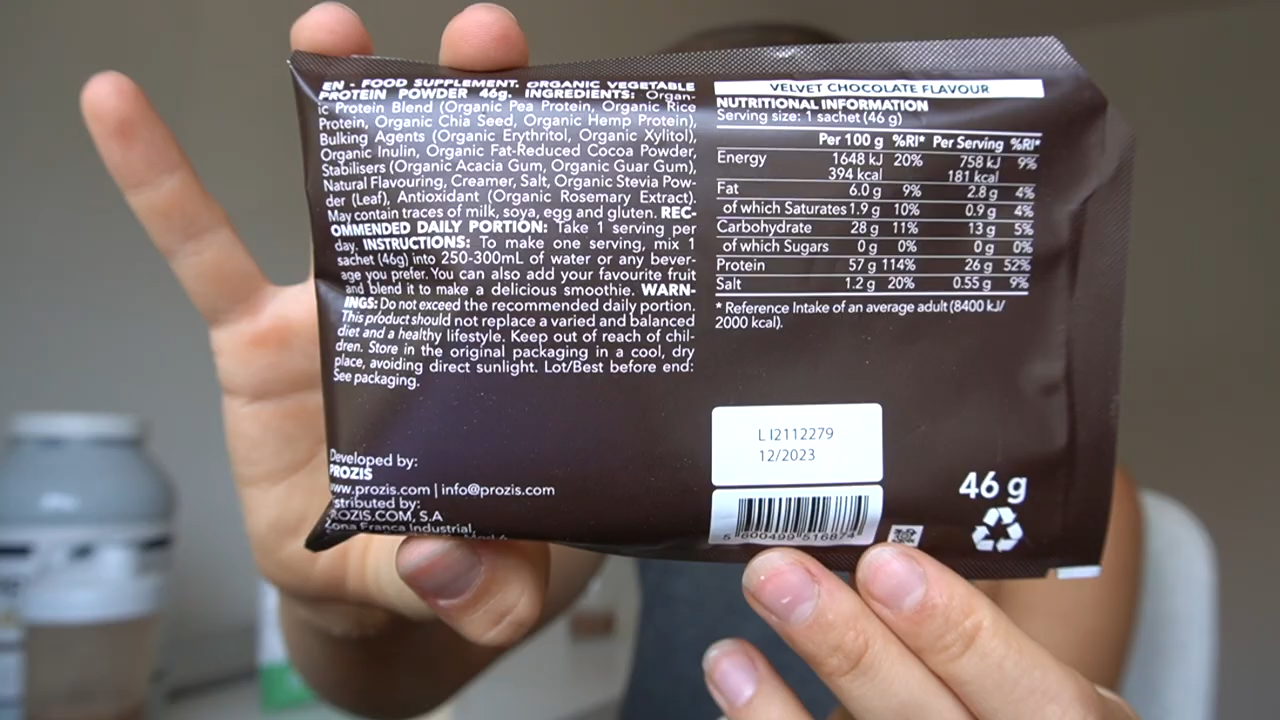 EN - FOOD SUPPLEMENT. ORGANIC VEGETABLE
PROTEIN POWDER 46g. INGREDIENTS: Organ-
ic Protein Blend (Organic Pea Protein, Organic Rice
Protein, Organic Chia Seed, Organic Hemp Protein),
Bulking Agents (Organic Erythritol, Organic Xylitol),
Organic Inulin, Organic Fat-Reduced Cocoa Powder,
Stabilisers (Organic Acacia Gum, Organic Guar Gum),
Natural Flavouring, Creamer, Salt, Organic Stevia Pow-
der (Leaf), Antioxidant (Organic Rosemary Extract).
May contain traces of milk, soya, egg and gluten. REC-
OMMENDED DAILY PORTION: Take 1 serving per
day. INSTRUCTIONS: To make one serving, mix 1
sachet (46g) into 250-300mL of water or any bever-
age you prefer. You can also add your favourite fruit
and blend it to make a delicious smoothie. WARN-
INGS: Do not exceed the recommended daily portion.
This product should not replace a varied and balanced
diet and a healthy lifestyle. Keep out of reach of chil-
dren. Store in the original packaging in a cool, dry
place, avoiding direct sunlight. Lot/Best before end:
See packaging.
Developed by:
PROZIS
www.prozis.com | info@prozis.com
stributed by:
ROZIS.COM, S.A
Zona Franca Industrial,
VELVET CHOCOLATE FLAVOUR
NUTRITIONAL INFORMATION
Serving size: 1 sachet (46 g)
Per 100 g %RI* Per Serving %RI*
Energy 1648 kJ 20% 758 kJ 9%
394 kcal 181 kcal
Fat 6.0 g 9% 2.8 g 4%
of which Saturates 1.9 g 10% 0.9 g 4%
Carbohydrate 28 g 11% 13 g 5%
of which Sugars 0 g 0% 0 g 0%
Protein 57 g 114% 26 g 52%
Salt 1.2 g 20% 0.55 g 9%
* Reference Intake of an average adult (8400 kJ/
2000 kcal).
L I2112279
12/2023
5 600499 516874
46 g